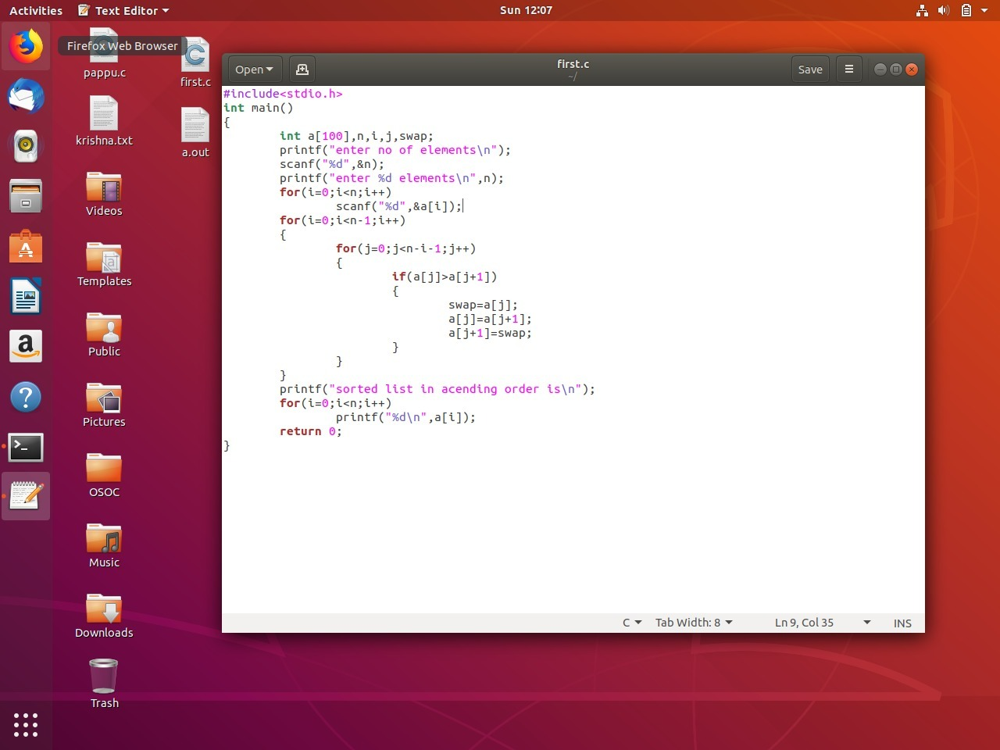 Activities Text Editor Sun 12:07
Firefox Web Browser
pappu.c
first.c
krishna.txt
a.out
Videos
Templates
Public
Pictures
OSOC
Music
Downloads
Trash
Open first.c Save
~/
#include<stdio.h>
int main()
{
int a[100],n,i,j,swap;
printf("enter no of elements\n");
scanf("%d",&n);
printf("enter %d elements\n",n);
for(i=0;i<n;i++)
scanf("%d",&a[i]);
for(i=0;i<n-1;i++)
{
for(j=0;j<n-i-1;j++)
{
if(a[j]>a[j+1])
{
swap=a[j];
a[j]=a[j+1];
a[j+1]=swap;
}
}
}
printf("sorted list in acending order is\n");
for(i=0;i<n;i++)
printf("%d\n",a[i]);
return 0;
}
C Tab Width: 8 Ln 9, Col 35 INS